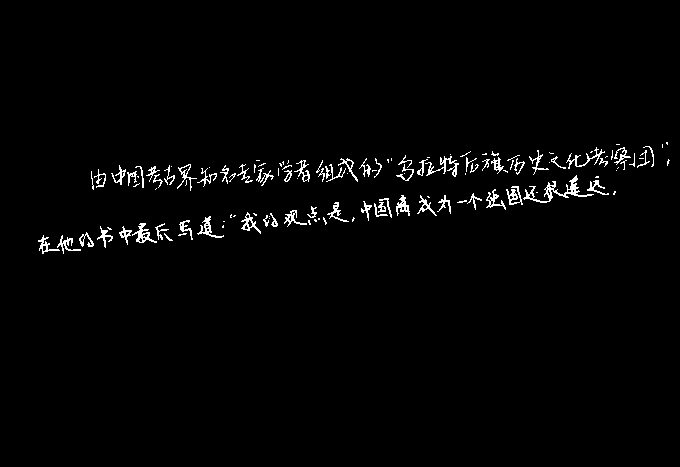 由中国考古界知名专家学者组成的“乌拉特后旗历史文化考察团”,
在他的书中最后写道:“我的观点是,中国离成为一个强国还很遥远.